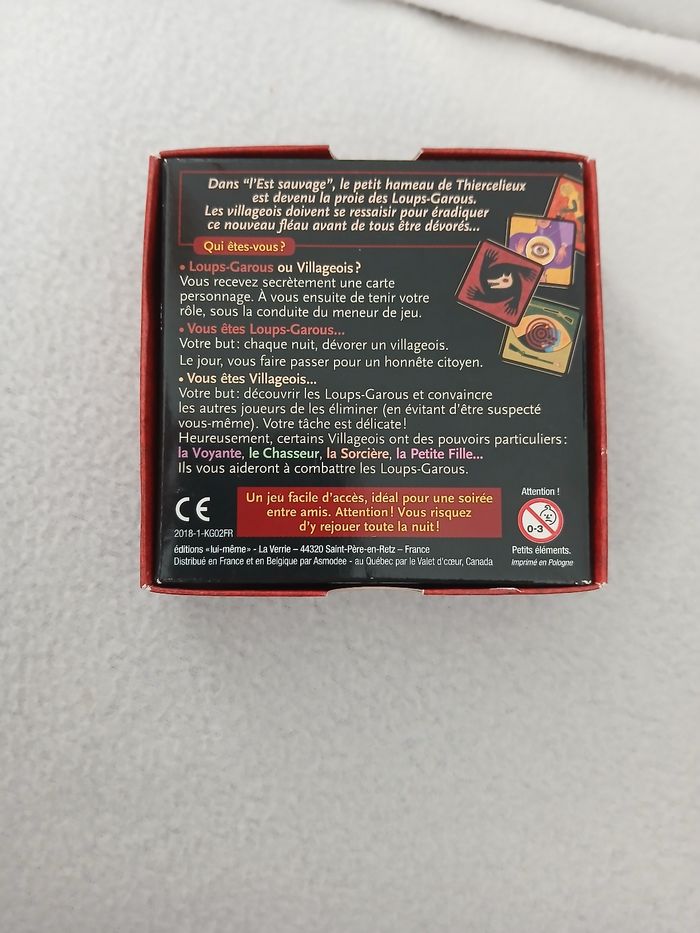 Dans "l'Est sauvage", le petit hameau de Thiercelieux
est devenu la proie des Loups-Garous.
Les villageois doivent se ressaisir pour éradiquer
ce nouveau fléau avant de tous être dévorés...
Qui êtes-vous ?
• Loups-Garous ou Villageois ?
Vous recevez secrètement une carte
personnage. À vous ensuite de tenir votre
rôle, sous la conduite du meneur de jeu.
• Vous êtes Loups-Garous...
Votre but : chaque nuit, dévorer un villageois.
Le jour, vous faire passer pour un honnête citoyen.
• Vous êtes Villageois...
Votre but : découvrir les Loups-Garous et convaincre
les autres joueurs de les éliminer (en évitant d'être suspecté
vous-même). Votre tâche est délicate !
Heureusement, certains Villageois ont des pouvoirs particuliers :
la Voyante, le Chasseur, la Sorcière, la Petite Fille...
Ils vous aideront à combattre les Loups-Garous.
CE
2018-1-KG02FR
Un jeu facile d'accès, idéal pour une soirée
entre amis. Attention ! Vous risquez
d'y rejouer toute la nuit !
Attention !
0-3
Petits éléments.
Imprimé en Pologne
éditions «lui-même» - La Verrie – 44320 Saint-Père-en-Retz – France
Distribué en France et en Belgique par Asmodee - au Québec par le Valet d'cœur, Canada